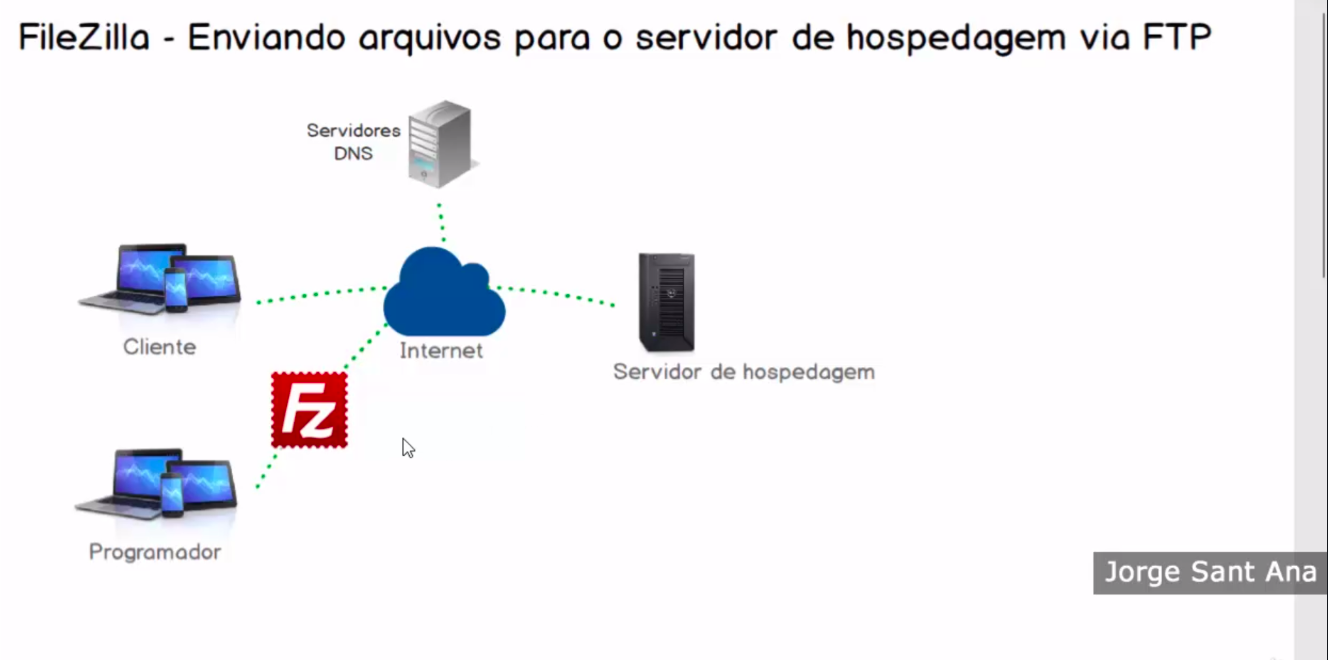 FileZilla - Enviando arquivos para o servidor de hospedagem via FTP
Servidores
DNS
Cliente
Internet
Servidor de hospedagem
FZ
Programador
Jorge Sant Ana